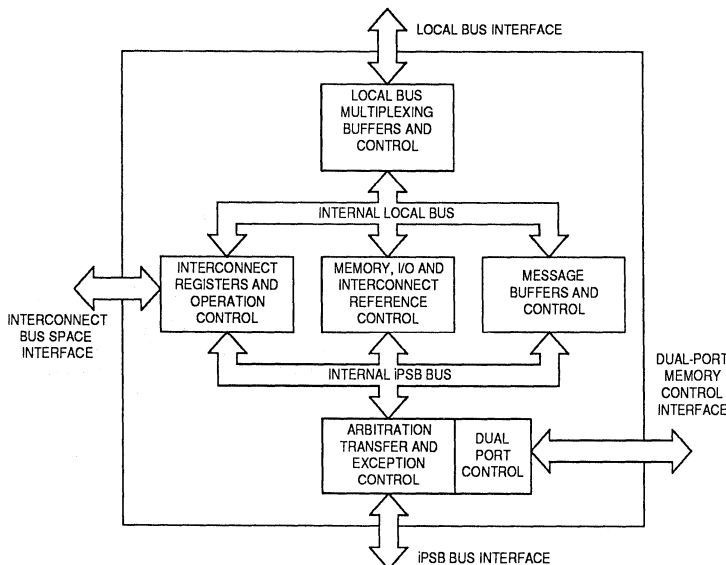 LOCAL BUS INTERFACE
LOCAL BUS
MULTIPLEXING
BUFFERS AND
CONTROL
INTERNAL LOCAL BUS
INTERCONNECT
REGISTERS AND
OPERATION
CONTROL
MEMORY, I/O AND
INTERCONNECT
REFERENCE
CONTROL
MESSAGE
BUFFERS AND
CONTROL
INTERCONNECT
BUS SPACE
INTERFACE
INTERNAL iPSB BUS
DUAL-PORT
MEMORY
CONTROL
INTERFACE
ARBITRATION
TRANSFER AND
EXCEPTION
CONTROL
DUAL
PORT
CONTROL
iPSB BUS INTERFACE